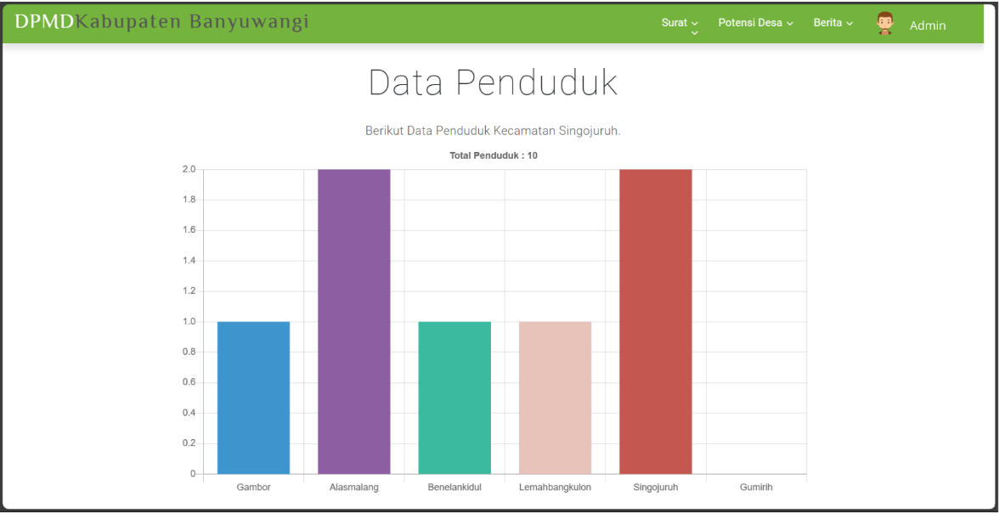 DPMDKabupaten Banyuwangi
Surat
Potensi Desa
Berita
Admin
Data Penduduk
Berikut Data Penduduk Kecamatan Singojuruh.
Total Penduduk : 10
2.0
1.8
1.6
1.4
1.2
1.0
0.8
0.6
0.4
0.2
0
Gambor
Alasmalang
Benelankidul
Lemahbangkulon
Singojuruh
Gumirih